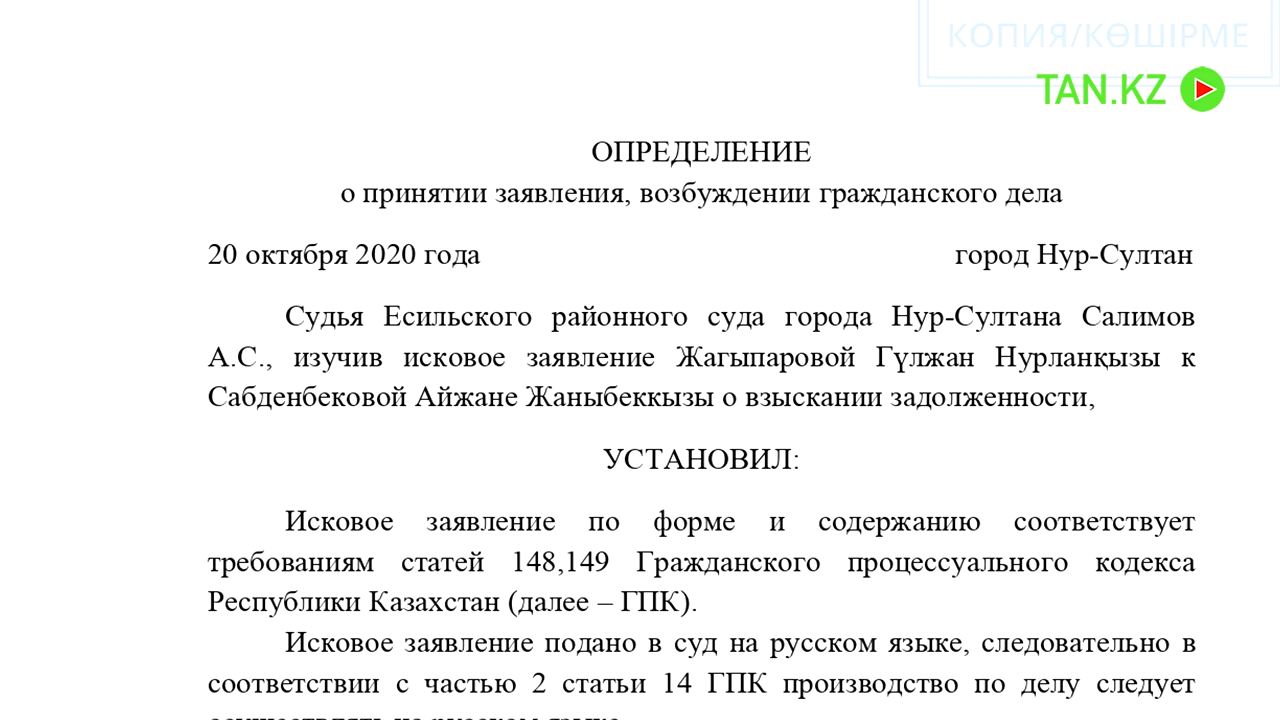 КОПИЯ/КӨШІРМЕ
TAN.KZ
ОПРЕДЕЛЕНИЕ
о принятии заявления, возбуждении гражданского дела
20 октября 2020 года город Нур-Султан
Судья Есильского районного суда города Нур-Султана Салимов
А.С., изучив исковое заявление Жагыпаровой Гүлжан Нурланқызы к
Сабденбековой Айжане Жаныбеккызы о взыскании задолженности,
УСТАНОВИЛ:
Исковое заявление по форме и содержанию соответствует
требованиям статей 148,149 Гражданского процессуального кодекса
Республики Казахстан (далее – ГПК).
Исковое заявление подано в суд на русском языке, следовательно в
соответствии с частью 2 статьи 14 ГПК производство по делу следует